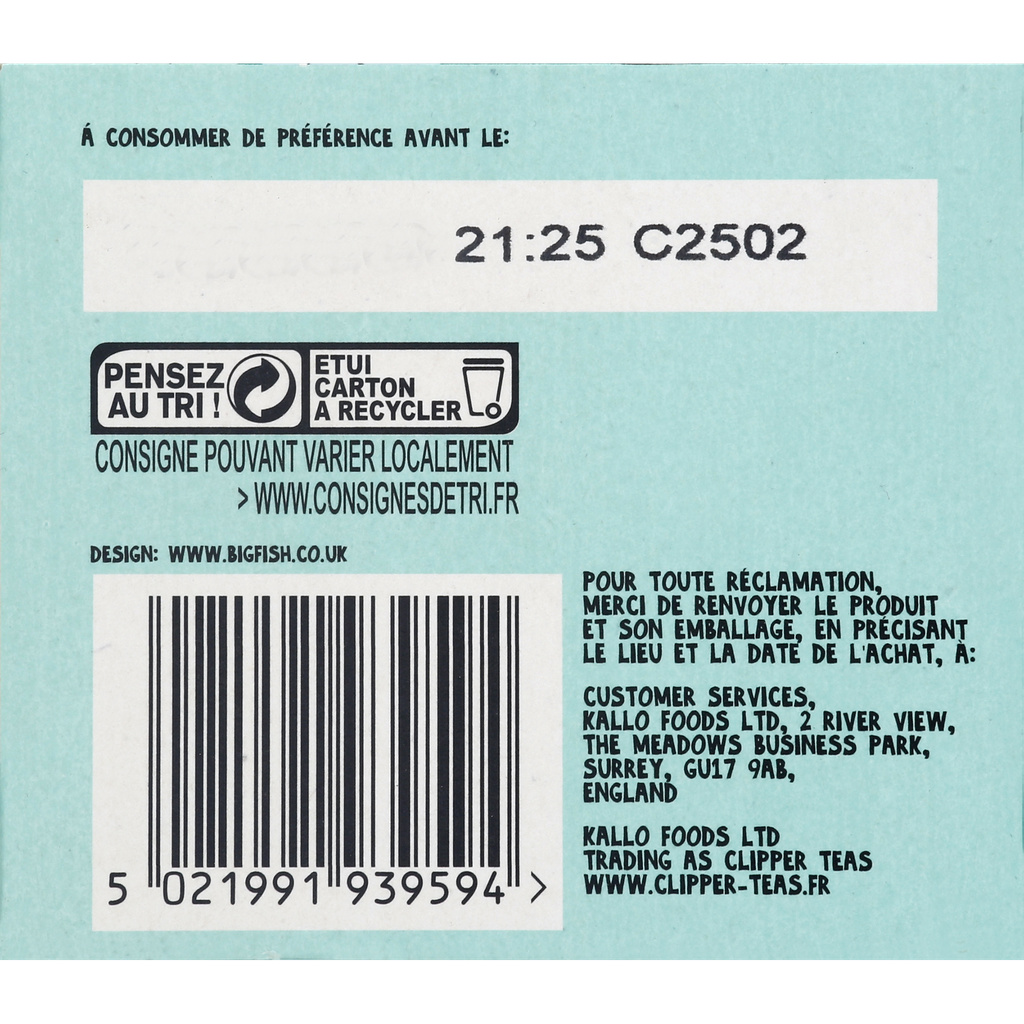 Á CONSOMMER DE PRÉFÉRENCE AVANT LE:
21:25 C2502
PENSEZ
AU TRI !
ETUI
CARTON
A RECYCLER
CONSIGNE POUVANT VARIER LOCALEMENT
> WWW.CONSIGNESDETRI.FR
DESIGN: WWW.BIGFISH.CO.UK
5 021991 939594 >
POUR TOUTE RÉCLAMATION,
MERCI DE RENVOYER LE PRODUIT
ET SON EMBALLAGE, EN PRÉCISANT
LE LIEU ET LA DATE DE L'ACHAT, À:
CUSTOMER SERVICES,
KALLO FOODS LTD, 2 RIVER VIEW,
THE MEADOWS BUSINESS PARK,
SURREY, GU17 9AB,
ENGLAND
KALLO FOODS LTD
TRADING AS CLIPPER TEAS
WWW.CLIPPER-TEAS.FR